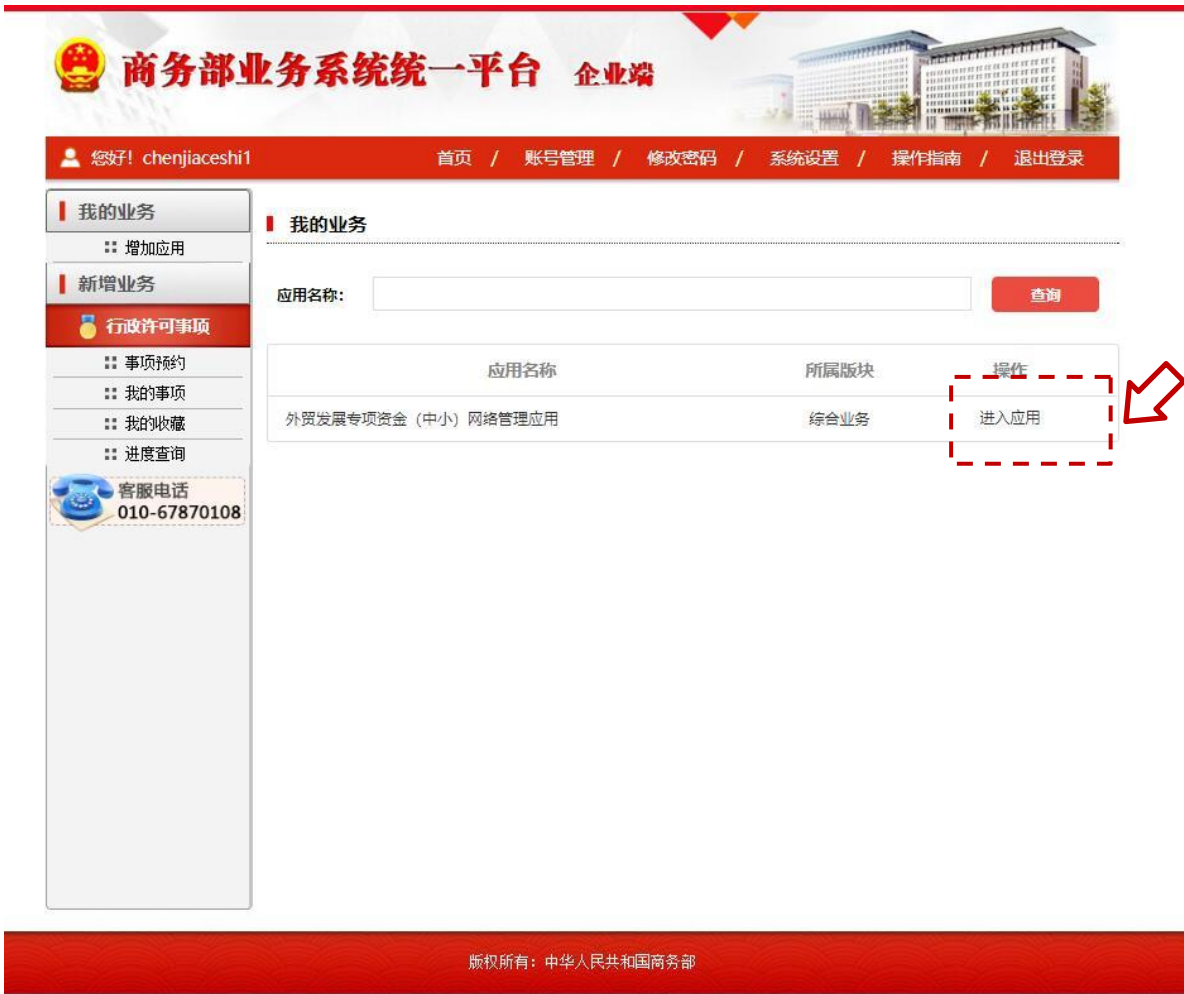 商务部业务系统统一平台 企业端
您好！chenjiaceshi1 首页 / 账号管理 / 修改密码 / 系统设置 / 操作指南 / 退出登录
我的业务
增加应用
新增业务
行政许可事项
事项预约
我的事项
我的收藏
进度查询
客服电话
010-67870108
我的业务
应用名称： 查询
应用名称 所属版块 操作
外贸发展专项资金（中小）网络管理应用 综合业务 进入应用
版权所有：中华人民共和国商务部